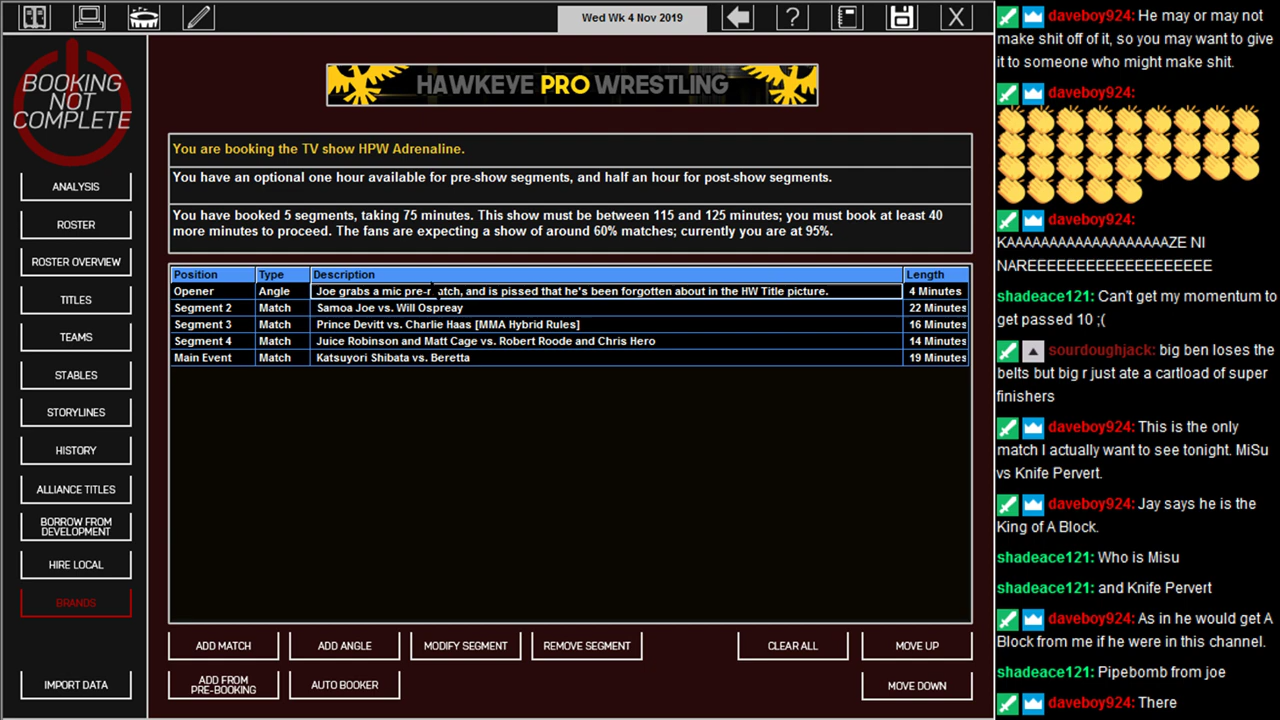 Wed Wk 4 Nov 2019
?
X
BOOKING
NOT
COMPLETE
HAWKEYE PRO WRESTLING
You are booking the TV show HPW Adrenaline.
You have an optional one hour available for pre-show segments, and half an hour for post-show segments.
You have booked 5 segments, taking 75 minutes. This show must be between 115 and 125 minutes; you must book at least 40
more minutes to proceed. The fans are expecting a show of around 60% matches; currently you are at 95%.
Position Type Description Length
Opener Angle Joe grabs a mic pre-match, and is pissed that he's been forgotten about in the HW Title picture. 4 Minutes
Segment 2 Match Samoa Joe vs. Will Ospreay 22 Minutes
Segment 3 Match Prince Devitt vs. Charlie Haas [MMA Hybrid Rules] 16 Minutes
Segment 4 Match Juice Robinson and Matt Cage vs. Robert Roode and Chris Hero 14 Minutes
Main Event Match Katsuyori Shibata vs. Beretta 19 Minutes
ANALYSIS
ROSTER
ROSTER OVERVIEW
TITLES
TEAMS
STABLES
STORYLINES
HISTORY
ALLIANCE TITLES
BORROW FROM
DEVELOPMENT
HIRE LOCAL
BRANDS
IMPORT DATA
ADD MATCH
ADD ANGLE
MODIFY SEGMENT
REMOVE SEGMENT
CLEAR ALL
MOVE UP
ADD FROM
PRE-BOOKING
AUTO BOOKER
MOVE DOWN
daveboy924: He may or may not
make shit off of it, so you may want to give
it to someone who might make shit.
daveboy924:
daveboy924:
KAAAAAAAAAAAAAAAAAAZE NI
NAREEEEEEEEEEEEEEEEEEEE
shadeace121: Can't get my momentum to
get passed 10 ;(
sourdoughjack: big ben loses the
belts but big r just ate a cartload of super
finishers
daveboy924: This is the only
match I actually want to see tonight. MiSu
vs Knife Pervert.
daveboy924: Jay says he is the
King of A Block.
shadeace121: Who is Misu
shadeace121: and Knife Pervert
daveboy924: As in he would get A
Block from me if he were in this channel.
shadeace121: Pipebomb from joe
daveboy924: There